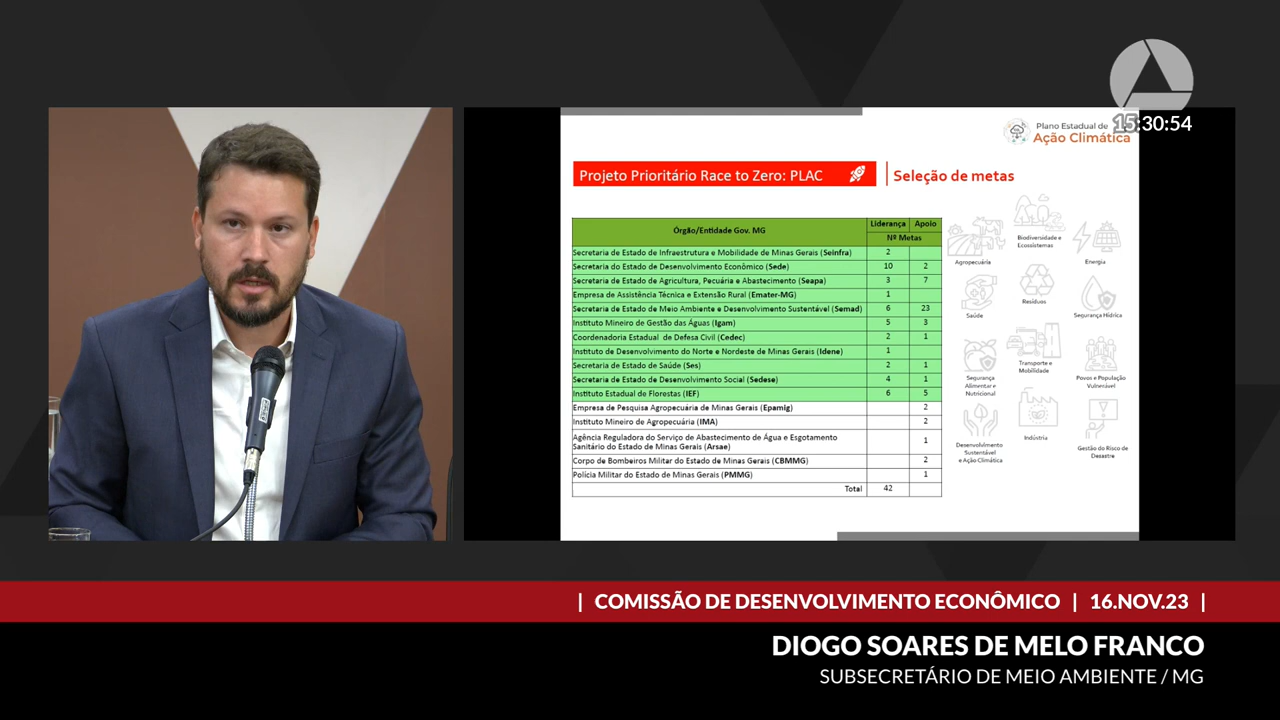 Plano Estadual de
Ação Climática
15:30:54
Projeto Prioritário Race to Zero: PLAC
Seleção de metas
Órgão/Entidade Gov. MG Liderança Apoio
Nº Metas
Secretaria de Estado de Infraestrutura e Mobilidade de Minas Gerais (Seinfra) 2
Secretaria do Estado de Desenvolvimento Econômico (Sede) 10 2
Secretaria de Estado de Agricultura, Pecuária e Abastecimento (Seapa) 3 7
Empresa de Assistência Técnica e Extensão Rural (Emater-MG) 1
Secretaria de Estado de Meio Ambiente e Desenvolvimento Sustentável (Semad) 6 23
Instituto Mineiro de Gestão das Águas (Igam) 5 3
Coordenadoria Estadual de Defesa Civil (Cedec) 2 1
Instituto de Desenvolvimento do Norte e Nordeste de Minas Gerais (Idene) 1
Secretaria de Estado de Saúde (Ses) 2 1
Secretaria de Estado de Desenvolvimento Social (Sedese) 4 1
Instituto Estadual de Florestas (IEF) 6 5
Empresa de Pesquisa Agropecuária de Minas Gerais (Epamig) 2
Instituto Mineiro de Agropecuária (IMA) 2
Agência Reguladora do Serviço de Abastecimento de Água e Esgotamento
Sanitário do Estado de Minas Gerais (Arsae) 1
Corpo de Bombeiros Militar do Estado de Minas Gerais (CBMMG) 2
Polícia Militar do Estado de Minas Gerais (PMMG) 1
Total 42
Agropecuária
Biodiversidade e
Ecossistemas
Energia
Saúde
Resíduos
Segurança Hídrica
Segurança
Alimentar e
Nutricional
Transporte e
Mobilidade
Povos e População
Vulnerável
Desenvolvimento
Sustentável
e Ação Climática
Indústria
Gestão do Risco de
Desastre
| COMISSÃO DE DESENVOLVIMENTO ECONÔMICO | 16.NOV.23 |
DIOGO SOARES DE MELO FRANCO
SUBSECRETÁRIO DE MEIO AMBIENTE / MG